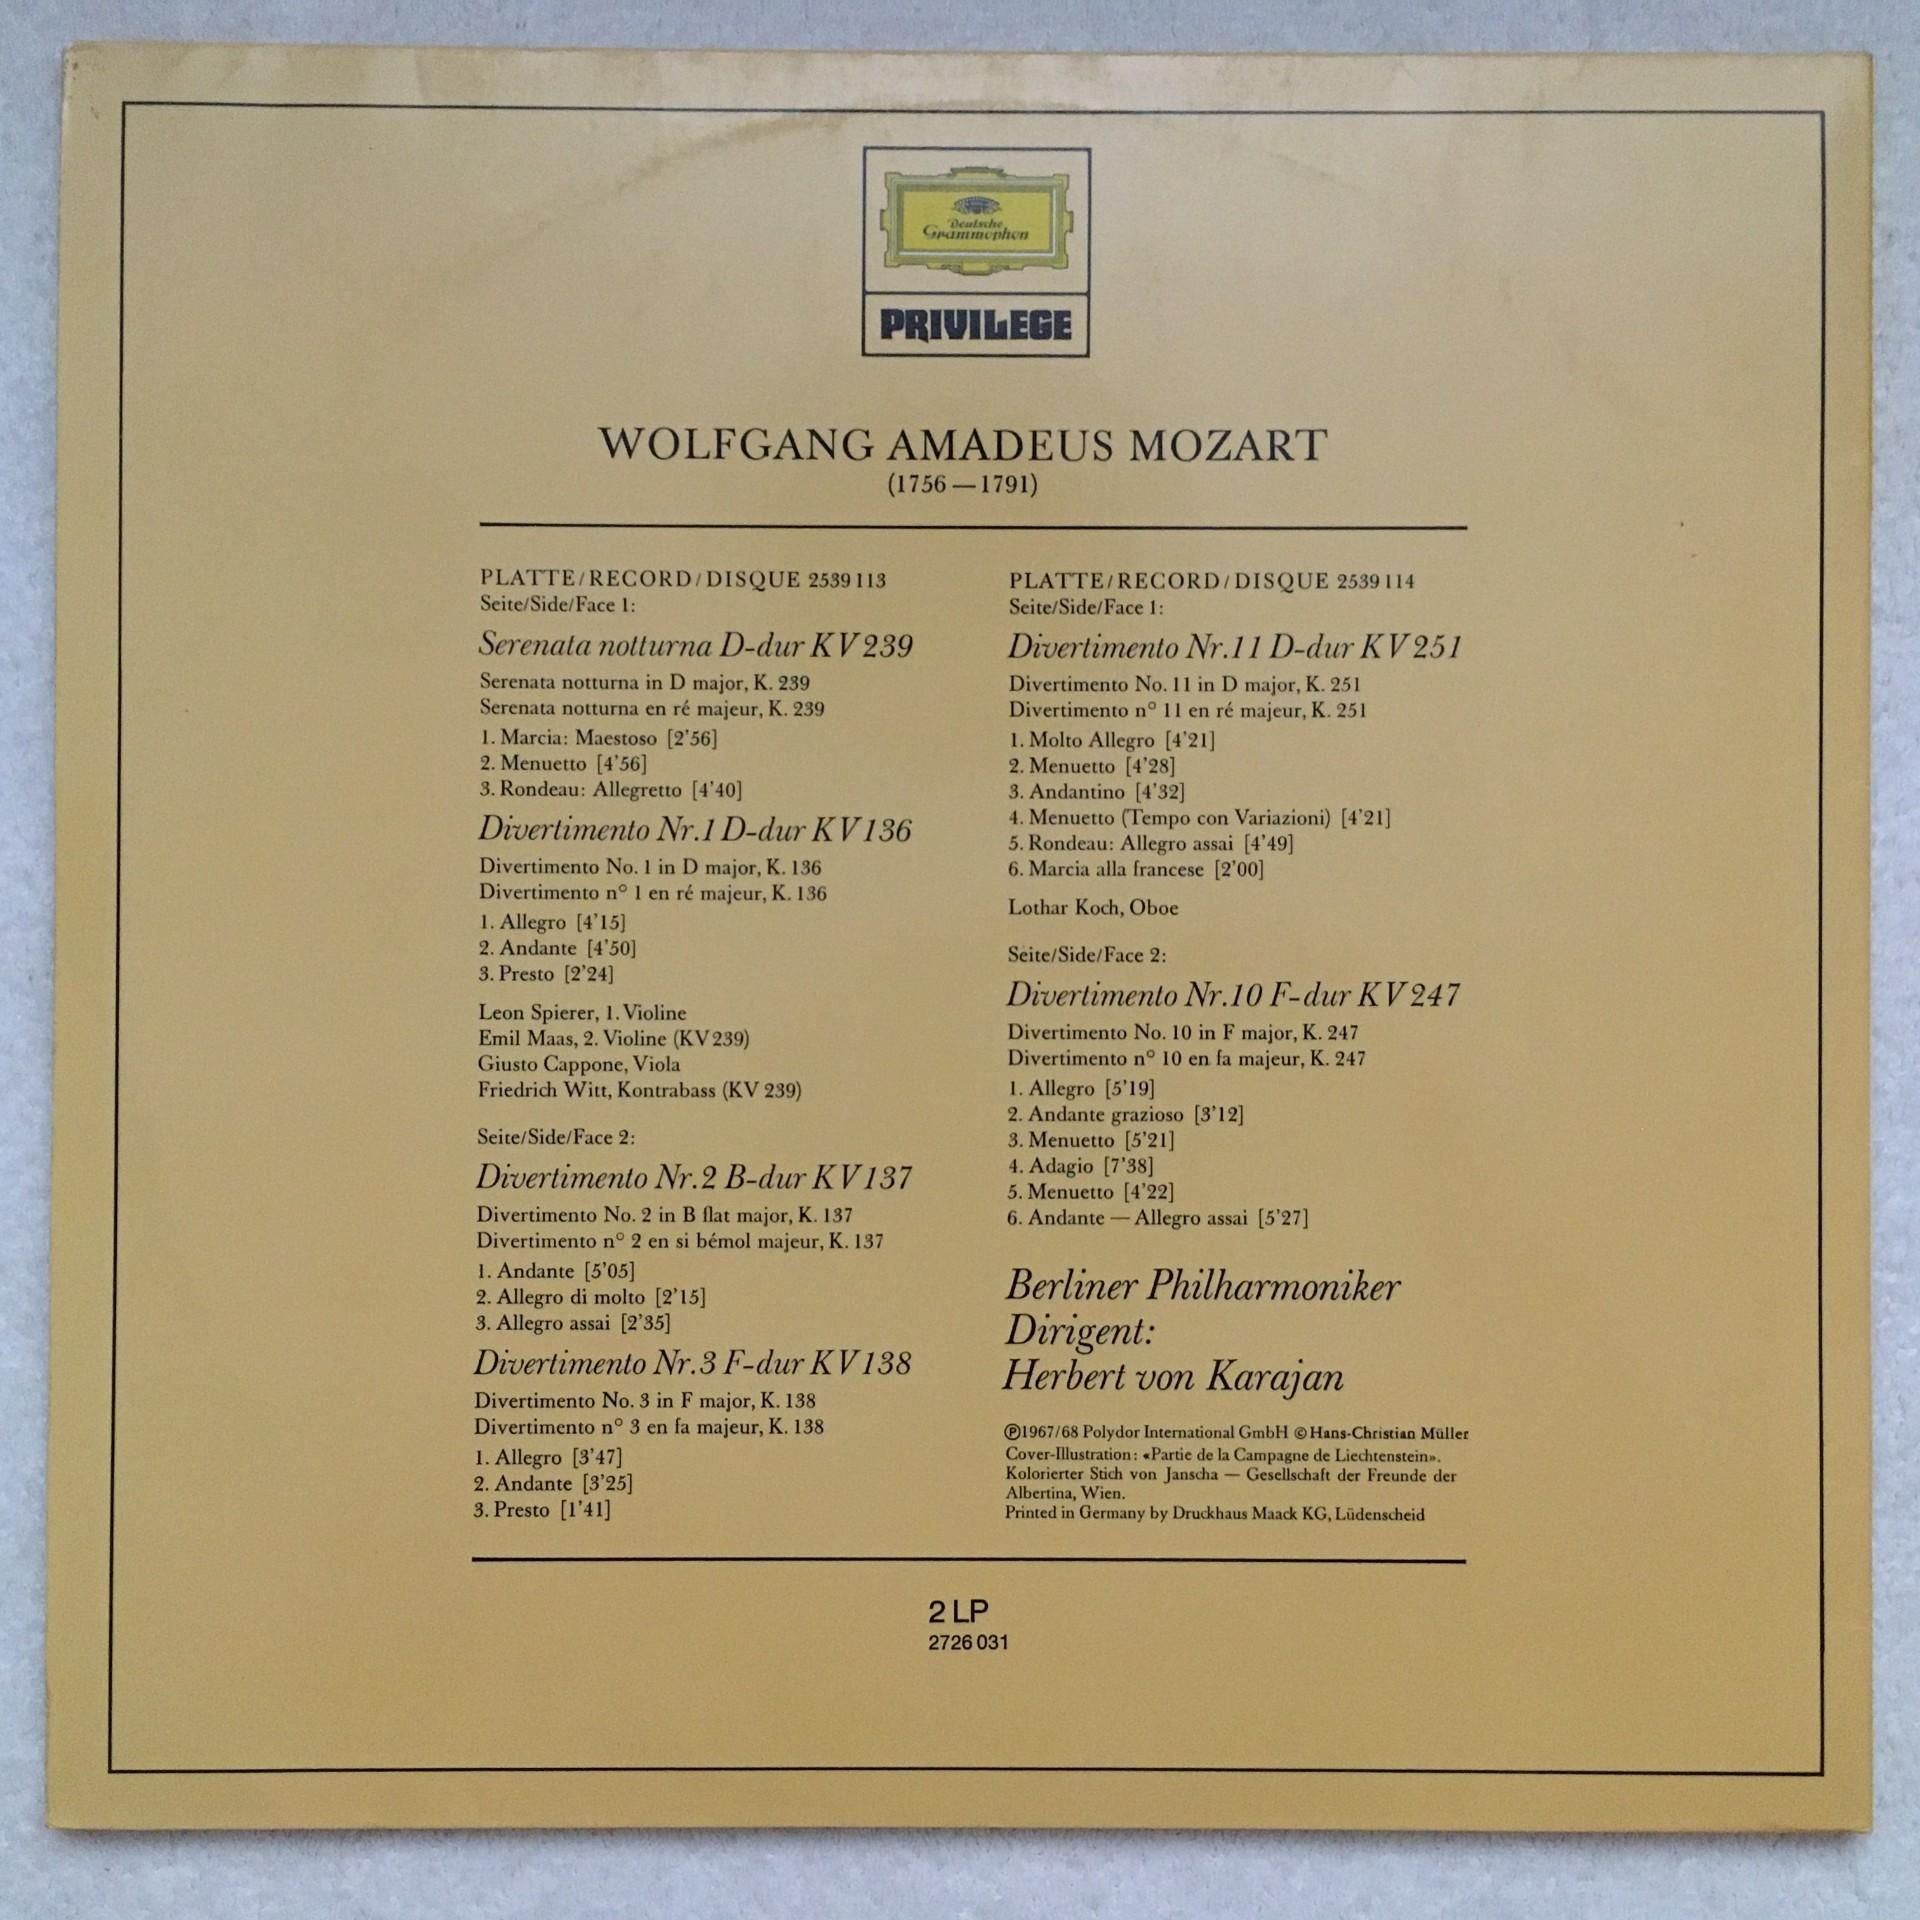 Deutsche
Grammophon
PRIVILEGE
WOLFGANG AMADEUS MOZART
(1756 — 1791)
PLATTE/RECORD/DISQUE 2539 113
Seite/Side/Face 1:
Serenata notturna D-dur KV 239
Serenata notturna in D major, K. 239
Serenata notturna en ré majeur, K. 239
1. Marcia: Maestoso [2'56]
2. Menuetto [4'56]
3. Rondeau: Allegretto [4'40]
Divertimento Nr. 1 D-dur KV 136
Divertimento No. 1 in D major, K. 136
Divertimento n° 1 en ré majeur, K. 136
1. Allegro [4'15]
2. Andante [4'50]
3. Presto [2'24]
Leon Spierer, 1. Violine
Emil Maas, 2. Violine (KV 239)
Giusto Cappone, Viola
Friedrich Witt, Kontrabass (KV 239)
Seite/Side/Face 2:
Divertimento Nr. 2 B-dur KV 137
Divertimento No. 2 in B flat major, K. 137
Divertimento n° 2 en si bémol majeur, K. 137
1. Andante [5'05]
2. Allegro di molto [2'15]
3. Allegro assai [2'35]
Divertimento Nr. 3 F-dur KV 138
Divertimento No. 3 in F major, K. 138
Divertimento n° 3 en fa majeur, K. 138
1. Allegro [3'47]
2. Andante [3'25]
3. Presto [1'41]
PLATTE/RECORD/DISQUE 2539 114
Seite/Side/Face 1:
Divertimento Nr. 11 D-dur KV 251
Divertimento No. 11 in D major, K. 251
Divertimento n° 11 en ré majeur, K. 251
1. Molto Allegro [4'21]
2. Menuetto [4'28]
3. Andantino [4'32]
4. Menuetto (Tempo con Variazioni) [4'21]
5. Rondeau: Allegro assai [4'49]
6. Marcia alla francese [2'00]
Lothar Koch, Oboe
Seite/Side/Face 2:
Divertimento Nr. 10 F-dur KV 247
Divertimento No. 10 in F major, K. 247
Divertimento n° 10 en fa majeur, K. 247
1. Allegro [5'19]
2. Andante grazioso [3'12]
3. Menuetto [5'21]
4. Adagio [7'38]
5. Menuetto [4'22]
6. Andante — Allegro assai [5'27]
Berliner Philharmoniker
Dirigent:
Herbert von Karajan
℗ 1967/68 Polydor International GmbH © Hans-Christian Müller
Cover-Illustration: «Partie de la Campagne de Liechtenstein».
Kolorierter Stich von Janscha — Gesellschaft der Freunde der
Albertina, Wien.
Printed in Germany by Druckhaus Maack KG, Lüdenscheid
2 LP
2726 031